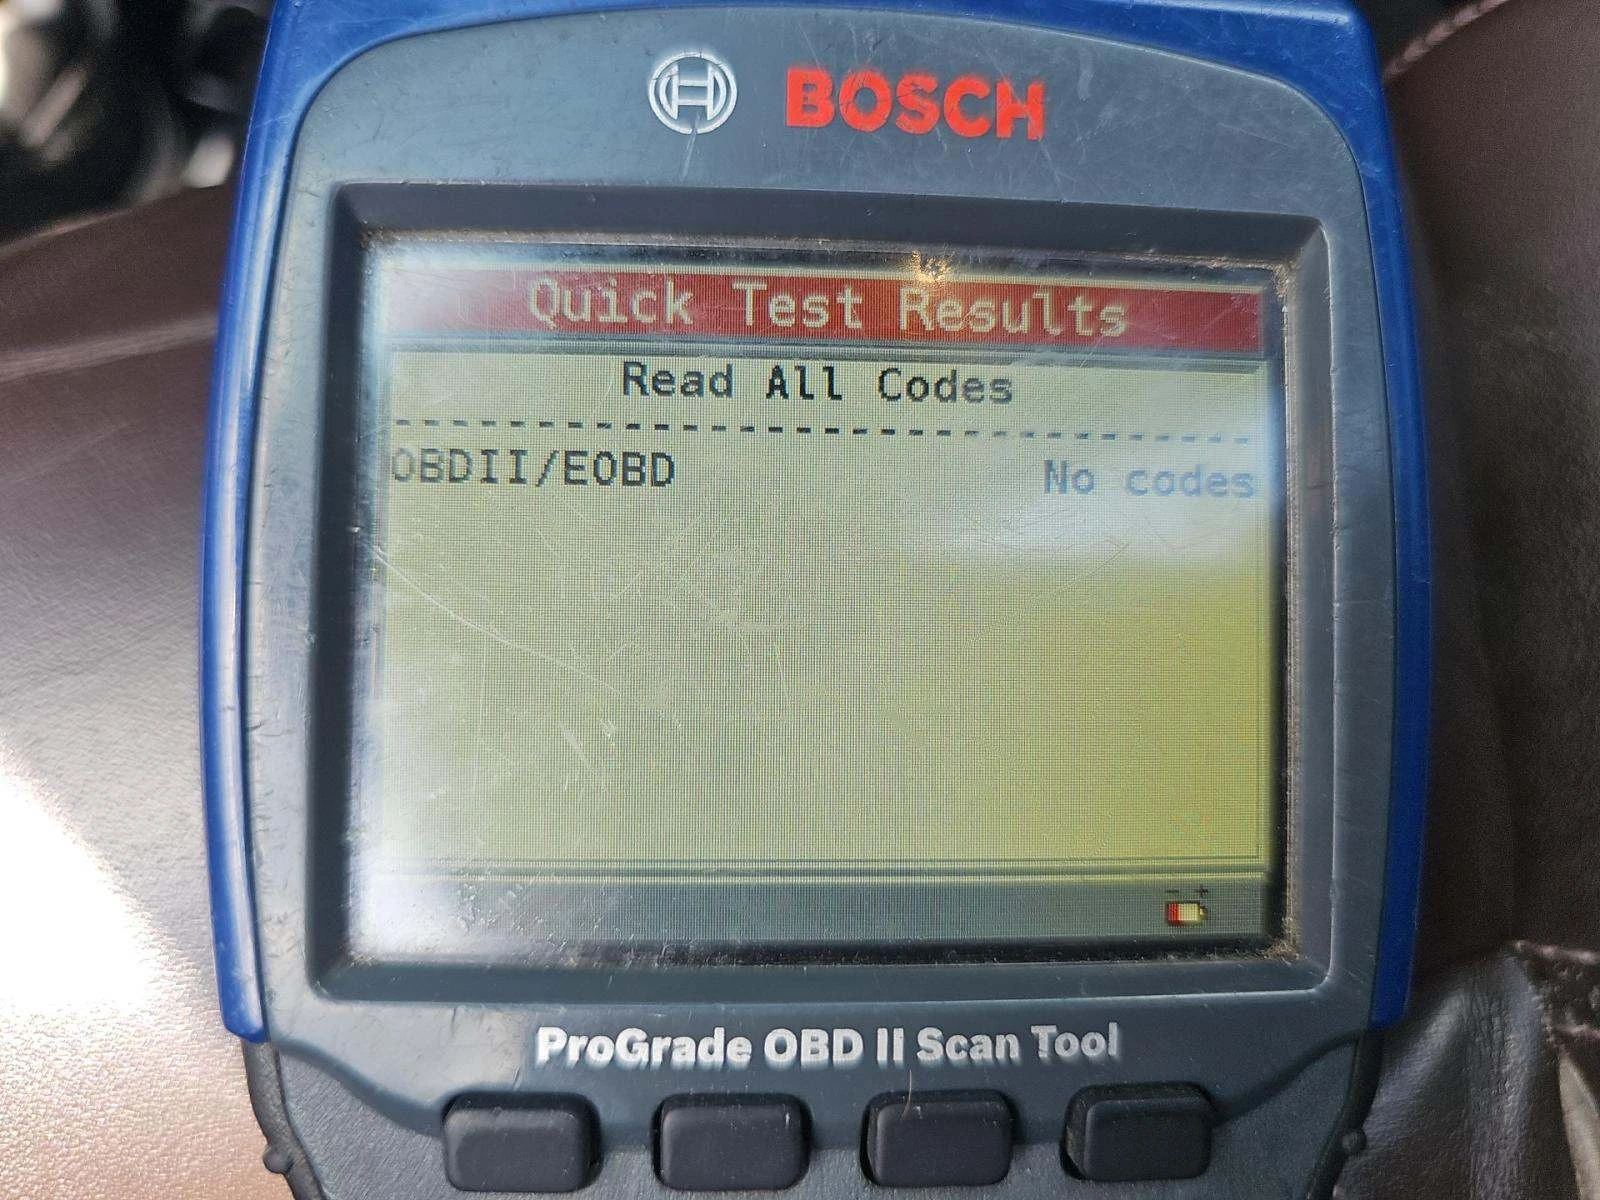 BOSCH
Quick Test Results
Read All Codes
OBDII/EOBD No codes
- +
ProGrade OBD II Scan Tool